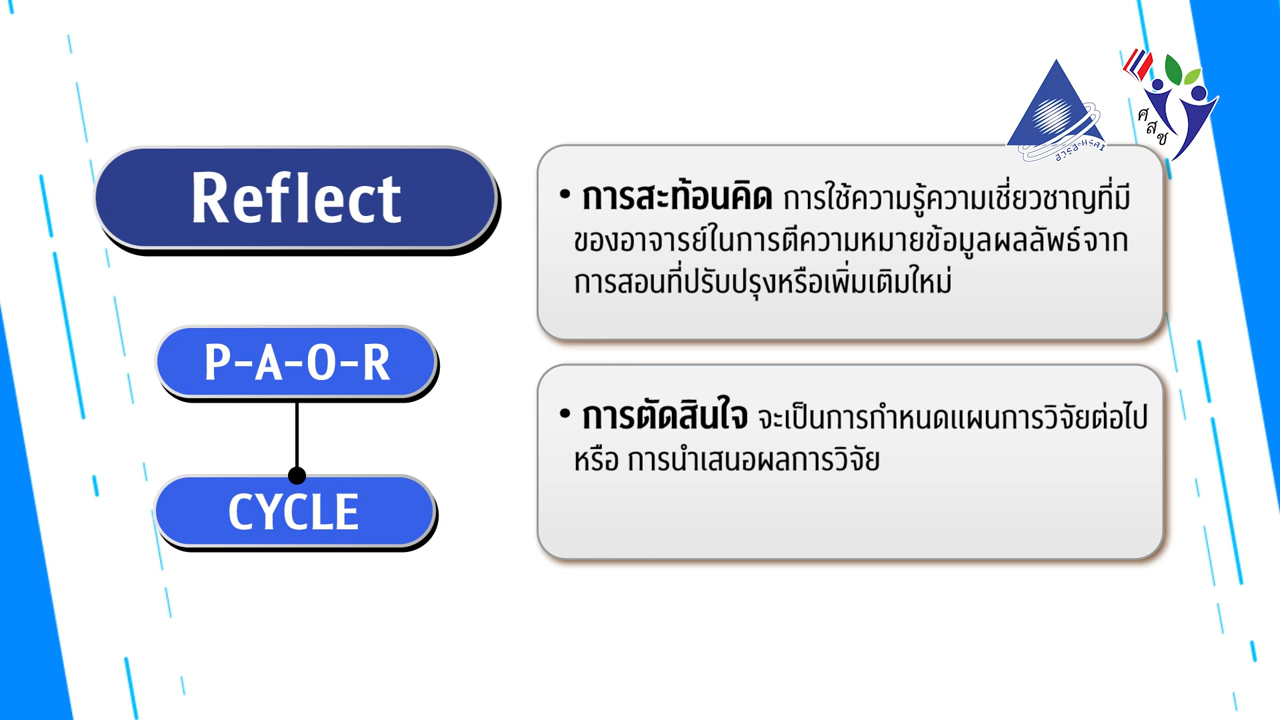 Reflect
P-A-O-R
CYCLE
• การสะท้อนคิด การใช้ความรู้ความเชี่ยวชาญที่มี
ของอาจารย์ในการตีความหมายข้อมูลผลลัพธ์จาก
การสอนที่ปรับปรุงหรือเพิ่มเติมใหม่
• การตัดสินใจ จะเป็นการกำหนดแผนการวิจัยต่อไป
หรือ การนำเสนอผลการวิจัย
ศสช